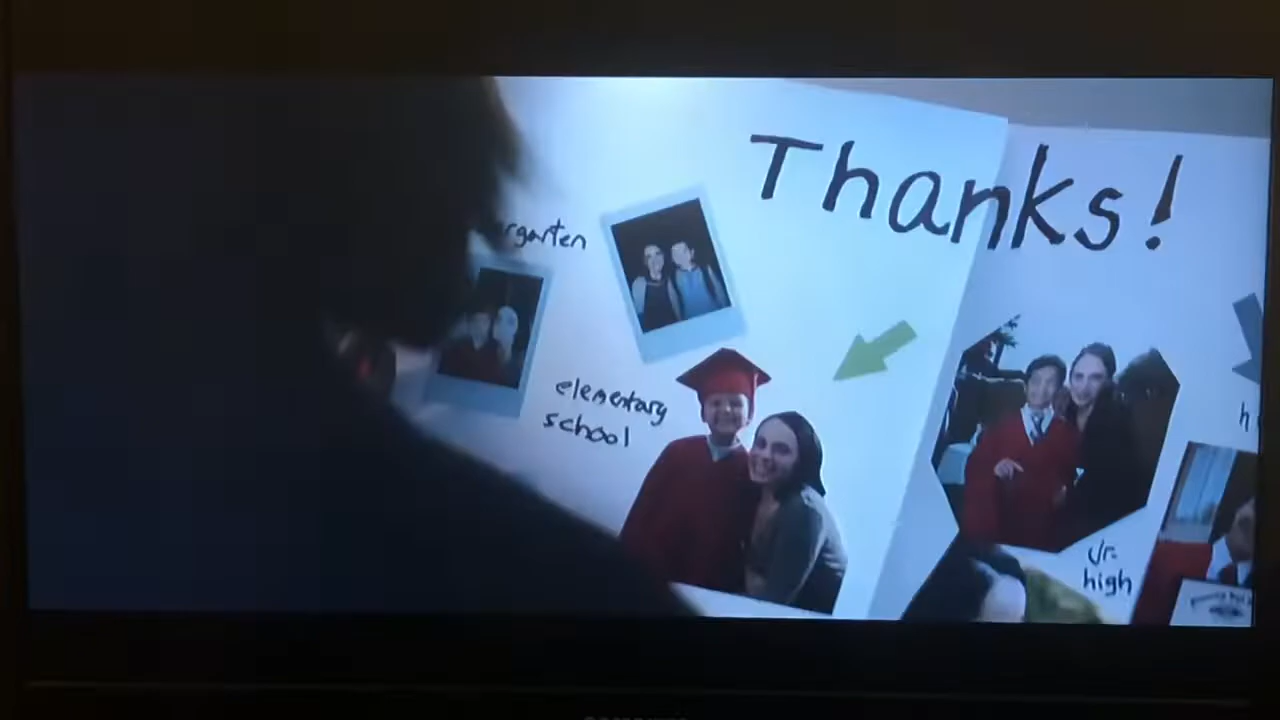 Thanks!
rgarten
elementary
school
Jr.
high
h